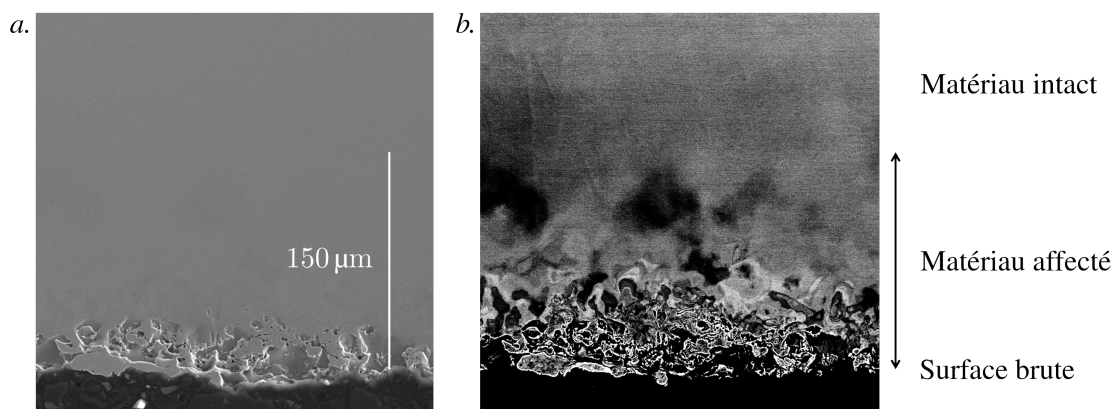 a.
b.
150 µm
Matériau intact
Matériau affecté
Surface brute